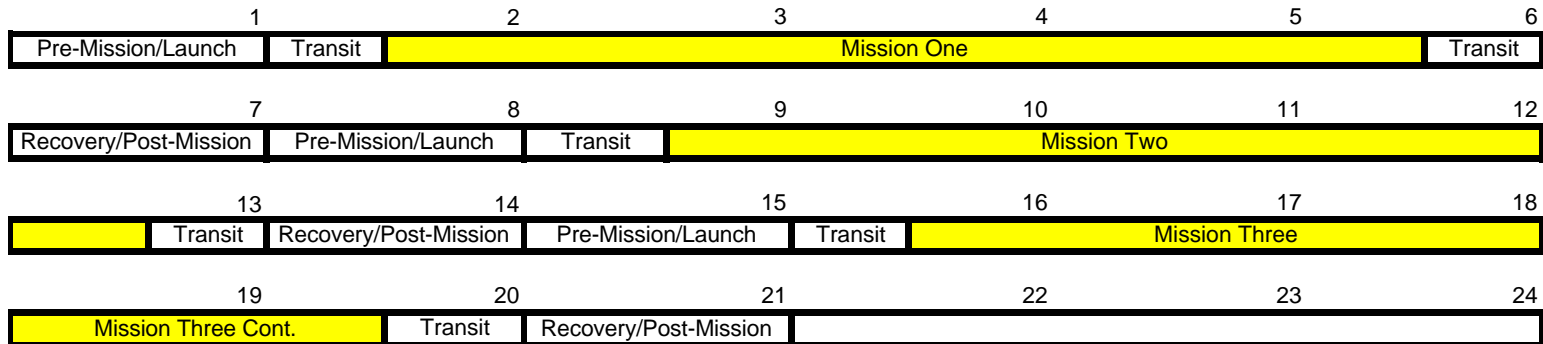 1 2 3 4 5 6
Pre-Mission/Launch Transit Mission One Transit
7 8 9 10 11 12
Recovery/Post-Mission Pre-Mission/Launch Transit Mission Two
13 14 15 16 17 18
Transit Recovery/Post-Mission Pre-Mission/Launch Transit Mission Three
19 20 21 22 23 24
Mission Three Cont. Transit Recovery/Post-Mission